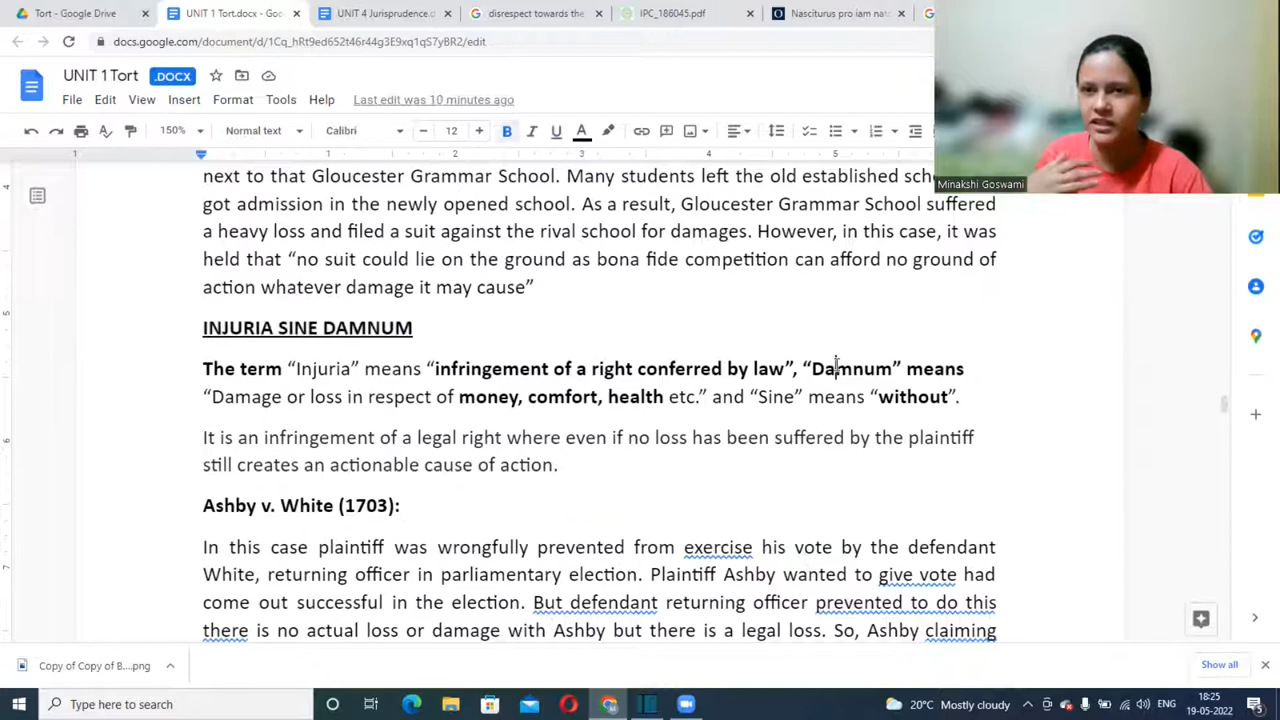 Tort - Google Drive
UNIT 1 Tort.docx - Goo
UNIT 4 Jurisprudence.d
disrespect towards the
IPC_186045.pdf
Nasciturus pro iam nat
docs.google.com/document/d/1Cq_hRt9ed652t46r44g3E9xq1qS7yBR2/edit
UNIT 1 Tort .DOCX
File Edit View Insert Format Tools Help Last edit was 10 minutes ago
150% Normal text Calibri 12 B I U A
1 1 2 3 4 5
next to that Gloucester Grammar School. Many students left the old established
got admission in the newly opened school. As a result, Gloucester Grammar School suffered
a heavy loss and filed a suit against the rival school for damages. However, in this case, it was
held that “no suit could lie on the ground as bona fide competition can afford no ground of
action whatever damage it may cause”
INJURIA SINE DAMNUM
The term “Injuria” means “infringement of a right conferred by law”, “Damnum” means
“Damage or loss in respect of money, comfort, health etc.” and “Sine” means “without”.
It is an infringement of a legal right where even if no loss has been suffered by the plaintiff
still creates an actionable cause of action.
Ashby v. White (1703):
In this case plaintiff was wrongfully prevented from exercise his vote by the defendant
White, returning officer in parliamentary election. Plaintiff Ashby wanted to give vote had
come out successful in the election. But defendant returning officer prevented to do this
there is no actual loss or damage with Ashby but there is a legal loss. So, Ashby claiming
Minakshi Goswami
Copy of Copy of B....png
Show all
Type here to search
20°C Mostly cloudy
ENG
18:25
19-05-2022